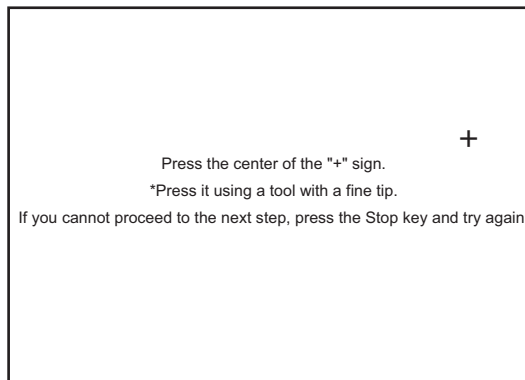 +
Press the center of the "+" sign.
*Press it using a tool with a fine tip.
If you cannot proceed to the next step, press the Stop key and try again